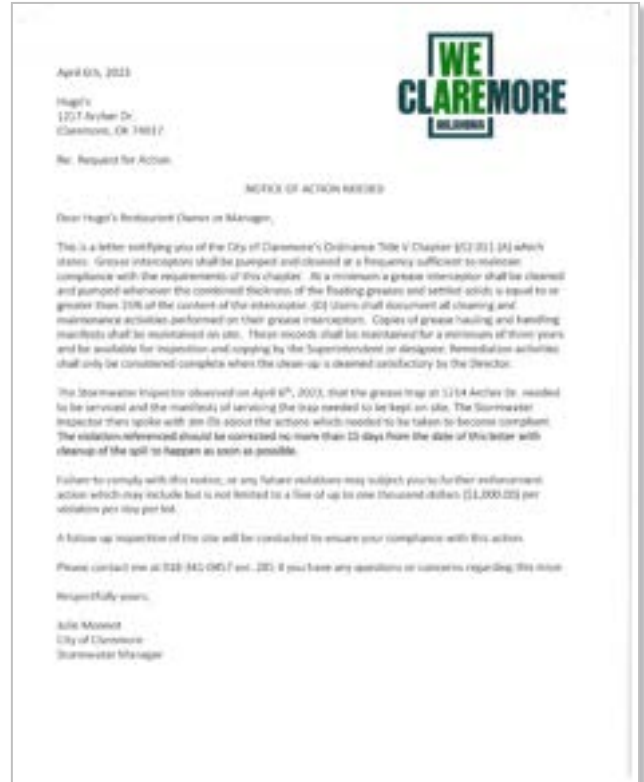 April 6th, 2023
WE
CLAREMORE
OKLAHOMA
Hugo's
Archer Dr.
Claremore, OK 74017
Re: Request for Action
NOTICE OF ACTION NEEDED
Dear Hugo's Restaurant Owner or Manager,
This is a letter notifying you of the City of Claremore's Ordinance Title V Chapter which
states: Grease interceptors shall be pumped and cleaned at a frequency sufficient to maintain
compliance with the requirements of this chapter. At a minimum a grease interceptor shall be cleaned
and pumped whenever the combined thickness of the floating greases and settled solids is equal to or
greater than 25% of the content of the interceptor. (D) Users shall document all cleaning and
maintenance activities performed on their grease interceptors. Copies of grease hauling and handling
manifests shall be maintained on site. These records shall be maintained for a minimum of three years
and be available for inspection and copying by the Superintendent or designee. Remediation activities
shall only be considered complete when the clean-up is deemed satisfactory by the Director.
The Stormwater Inspector observed on April 6th, 2023, that the grease trap at Archer Dr. needed
to be serviced and the manifests of servicing the trap needed to be kept on site. The Stormwater
Inspector then spoke with about the actions which needed to be taken to become compliant.
The violation referenced should be corrected no more than 15 days from the date of this letter with
cleanup of the spill to happen as soon as possible.
Failure to comply with this notice, or any future violations may subject you to further enforcement
action which may include but is not limited to a fine of up to one thousand dollars ($1,000.00) per
violation per day per
A follow up inspection of the site will be conducted to ensure your compliance with this action.
Please contact me at 918-341-0457 ext. if you have any questions or concerns regarding this
Respectfully yours,
Julie
City of Claremore
Stormwater Manager